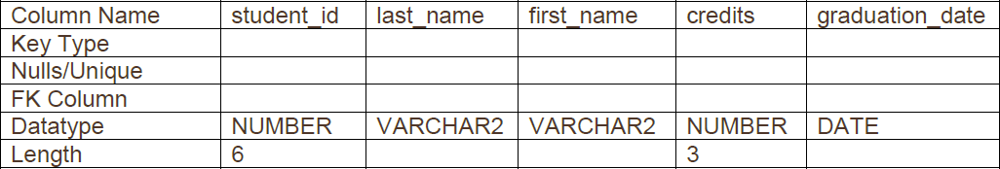 Column Name student_id last_name first_name credits graduation_date
Key Type
Nulls/Unique
FK Column
Datatype NUMBER VARCHAR2 VARCHAR2 NUMBER DATE
Length 6 3